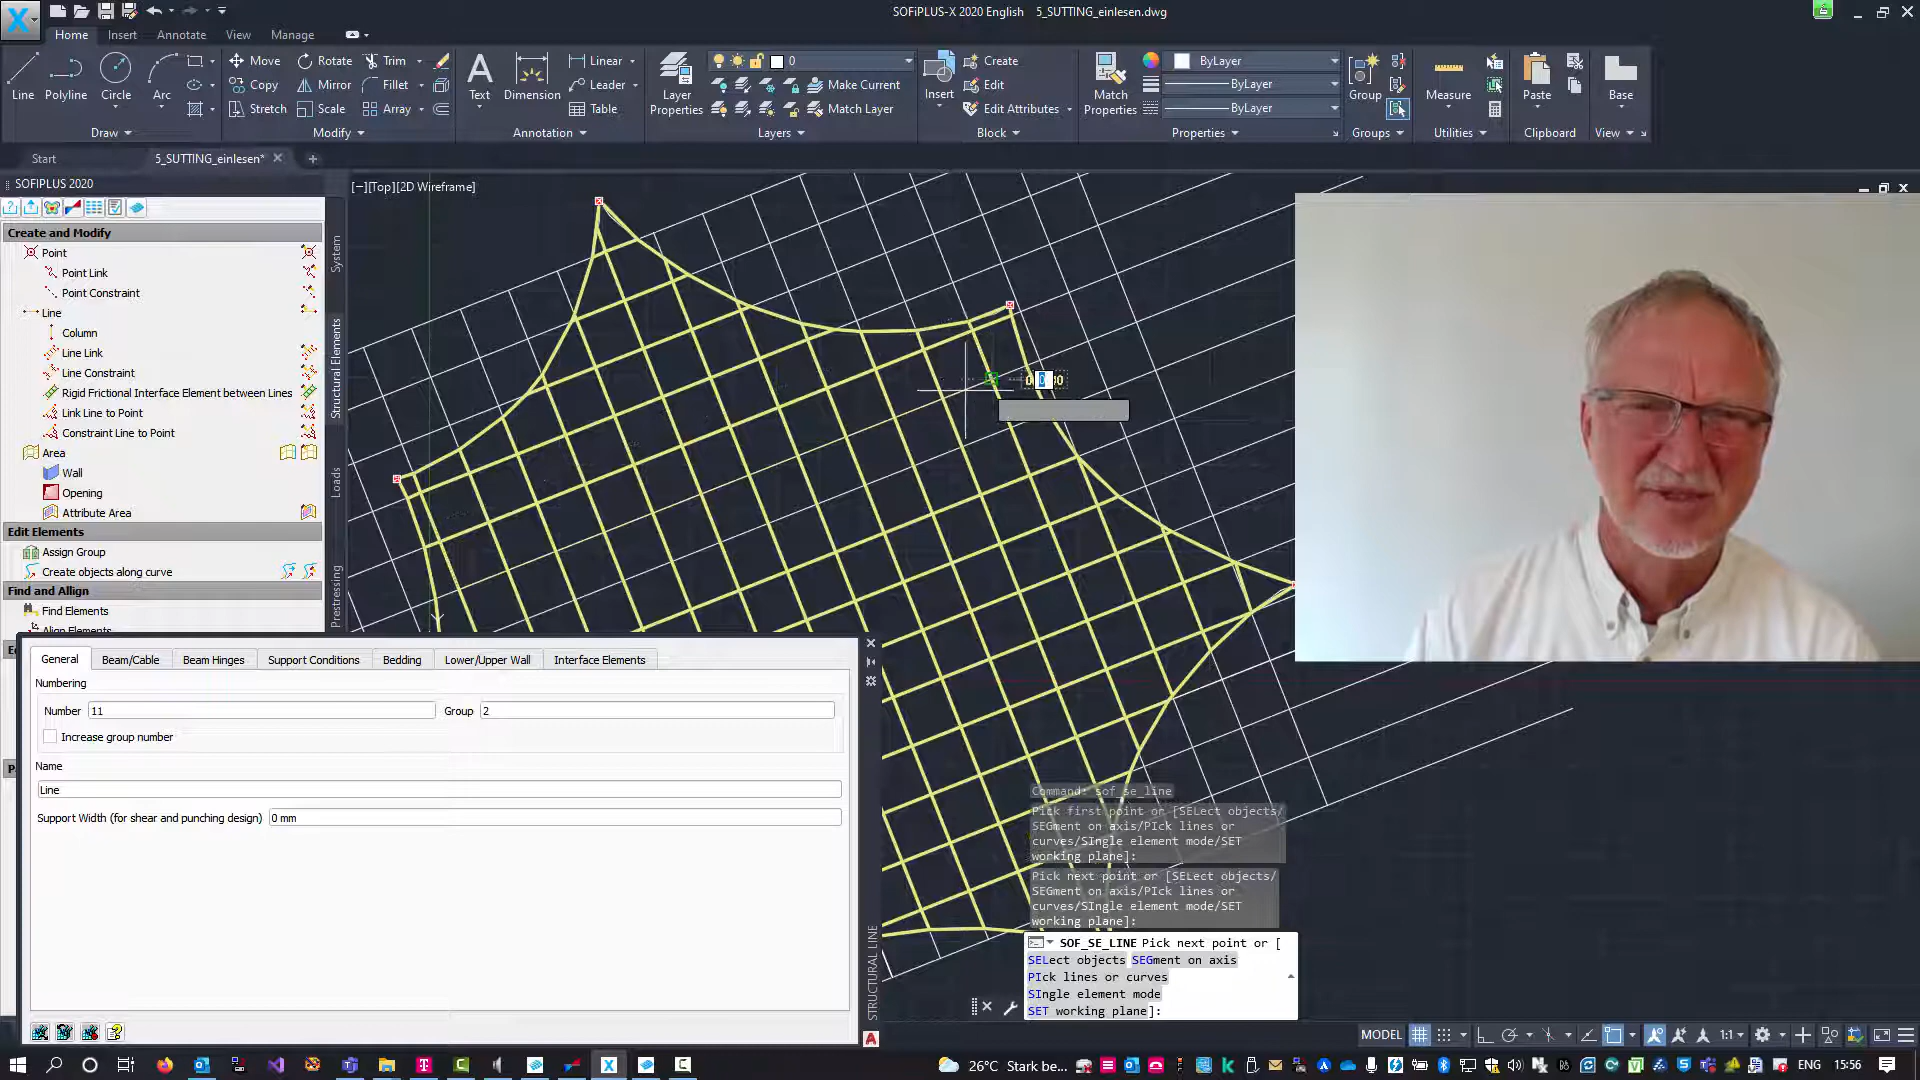 SOFiPLUS-X 2020 English 5_SUTTING_einlesen.dwg
Home Insert Annotate View Manage
Line Polyline Circle Arc
Move Rotate Trim
Copy Mirror Fillet
Stretch Scale Array
Text Dimension
Linear
Leader
Table
Layer Properties
0
Make Current
Match Layer
Insert
Create
Edit
Edit Attributes
Match Properties
ByLayer
ByLayer
ByLayer
Group Measure Paste Base
Draw Modify Annotation Layers Block Properties Groups Utilities Clipboard View
Start 5_SUTTING_einlesen*
SOFIPLUS 2020
[−][Top][2D Wireframe]
Create and Modify
Point
Point Link
Point Constraint
Line
Column
Line Link
Line Constraint
Rigid Frictional Interface Element between Lines
Link Line to Point
Constraint Line to Point
Area
Wall
Opening
Attribute Area
Edit Elements
Assign Group
Create objects along curve
Find and Align
Find Elements
Align Elements
System
Structural Elements
Loads
Prestressing
General Beam/Cable Beam Hinges Support Conditions Bedding Lower/Upper Wall Interface Elements
Numbering
Number 11 Group 2
Increase group number
Name
Line
Support Width (for shear and punching design) 0 mm
STRUCTURAL LINE
Command: sof_se_line
Pick first point or [SELect objects/
SEGment on axis/PIck lines or
curves/SIngle element mode/SET
working plane]:
Pick next point or [SELect objects/
SEGment on axis/PIck lines or
curves/SIngle element mode/SET
working plane]:
SOF_SE_LINE Pick next point or [
SELect objects SEGment on axis
PIck lines or curves
SIngle element mode
SET working plane]:
MODEL 1:1
26°C Stark be... ENG 15:56